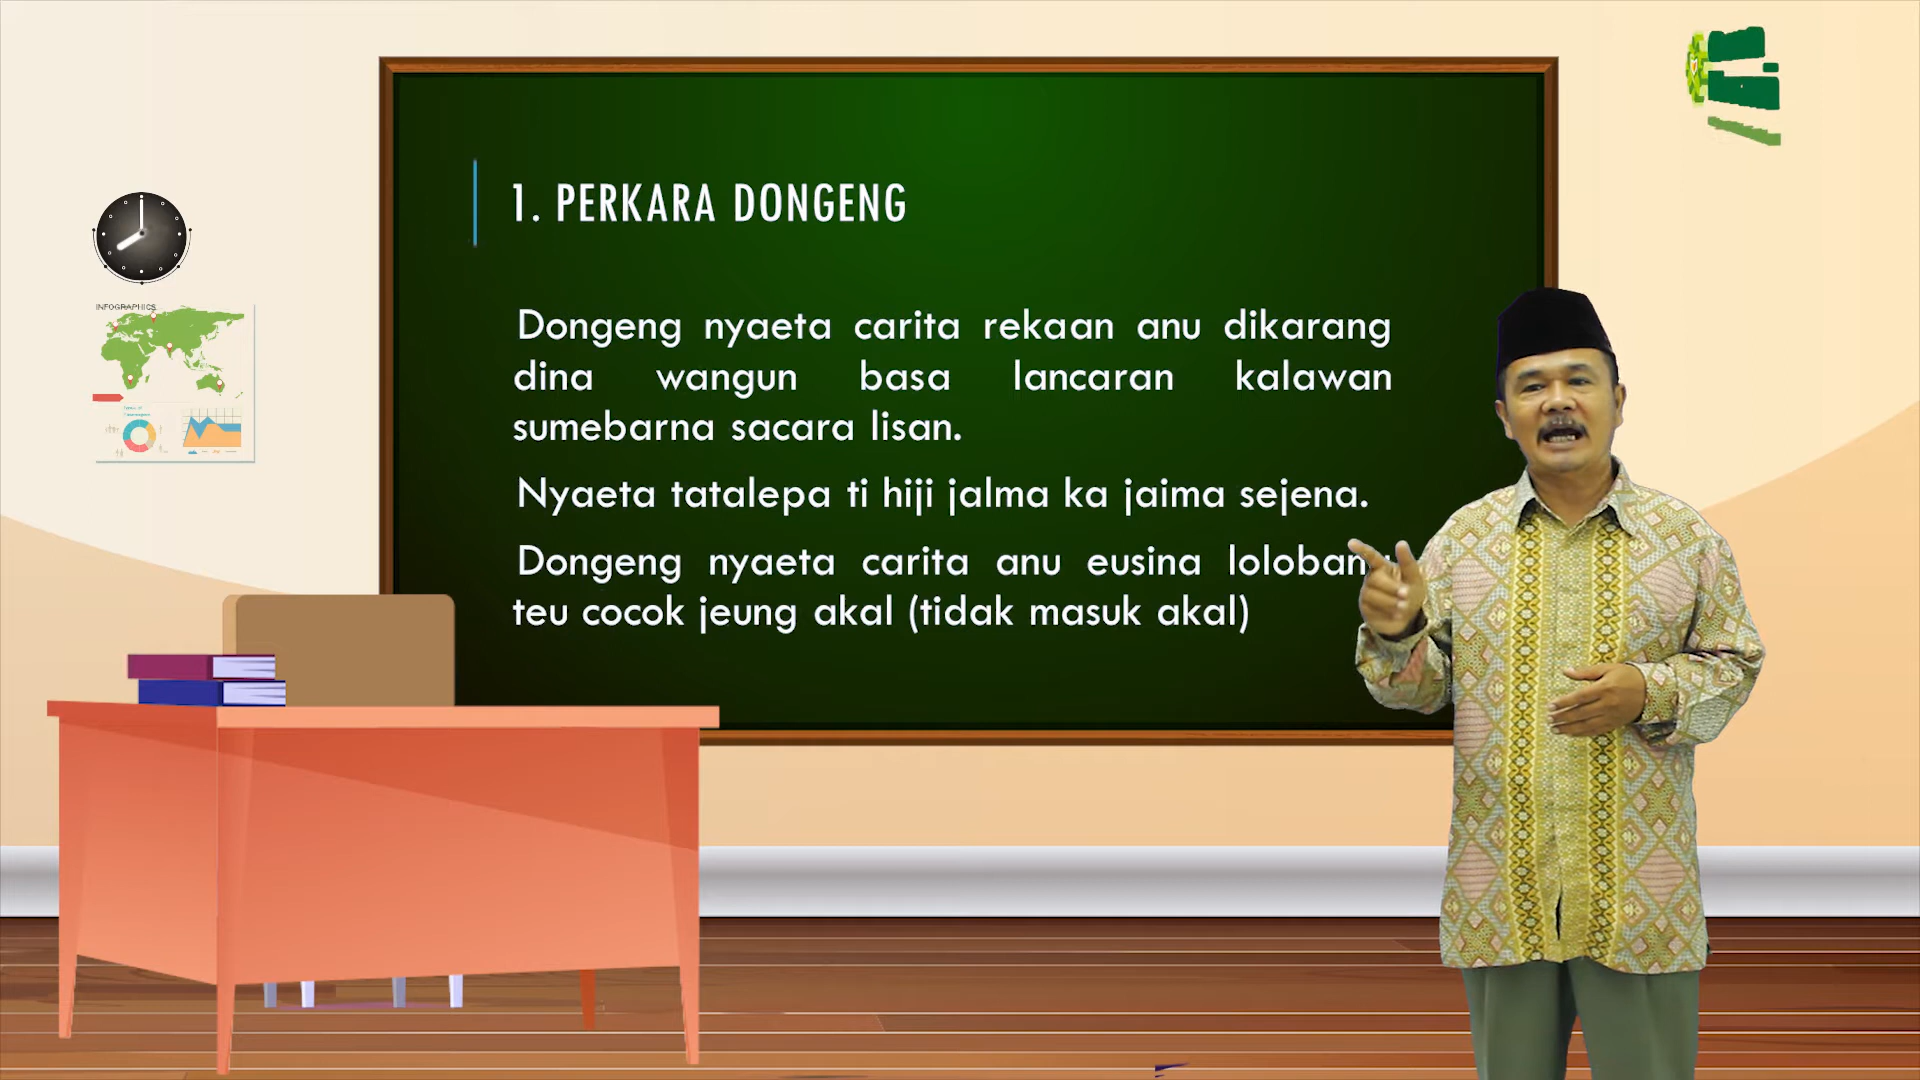 1. PERKARA DONGENG
Dongeng nyaeta carita rekaan anu dikarang
dina wangun basa lancaran kalawan
sumebarna sacara lisan.
Nyaeta tatalepa ti hiji jalma ka jaima sejena.
Dongeng nyaeta carita anu eusina
teu cocok jeung akal (tidak masuk akal)
INFOGRAPHICS